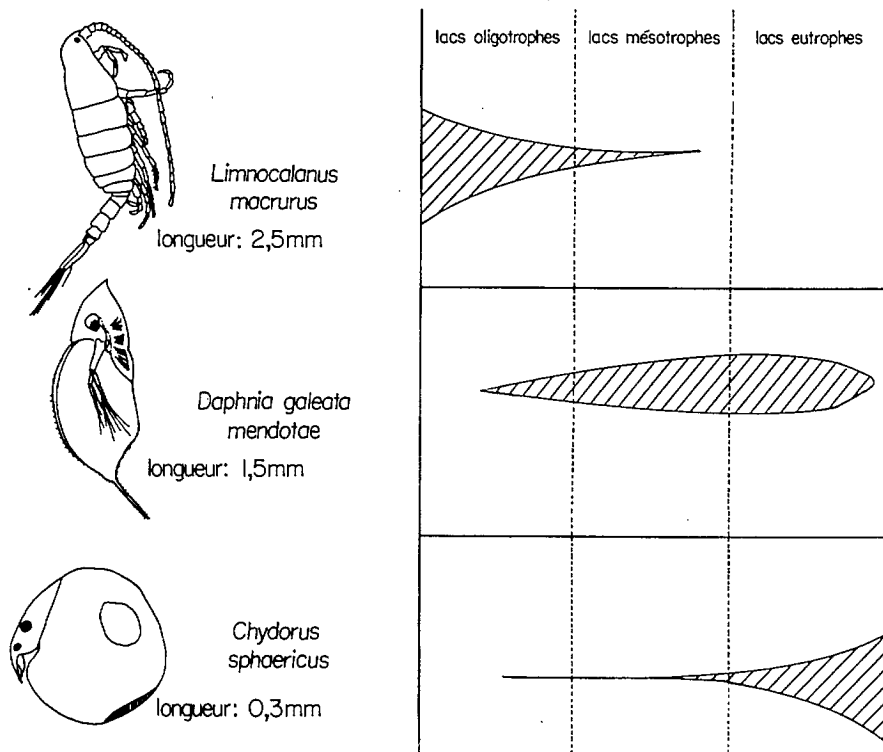 lacs oligotrophes
lacs mésotrophes
lacs eutrophes
Limnocalanus
macrurus
longueur: 2,5mm
Daphnia galeata
mendotae
longueur: 1,5mm
Chydorus
sphaericus
longueur: 0,3mm